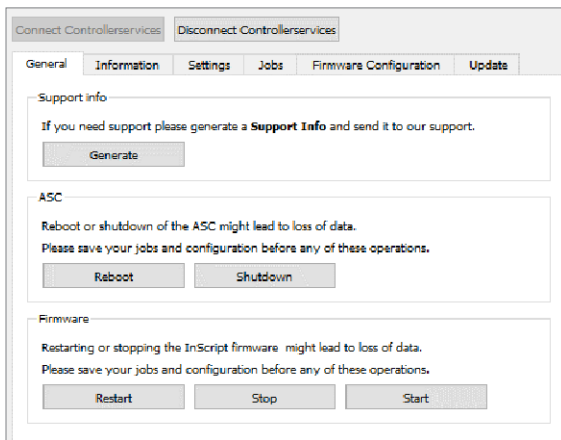 Connect Controllerservices Disconnect Controllerservices
General Information Settings Jobs Firmware Configuration Update
Support info
If you need support please generate a Support Info and send it to our support.
Generate
ASC
Reboot or shutdown of the ASC might lead to loss of data.
Please save your jobs and configuration before any of these operations.
Reboot Shutdown
Firmware
Restarting or stopping the InScript firmware might lead to loss of data.
Please save your jobs and configuration before any of these operations.
Restart Stop Start